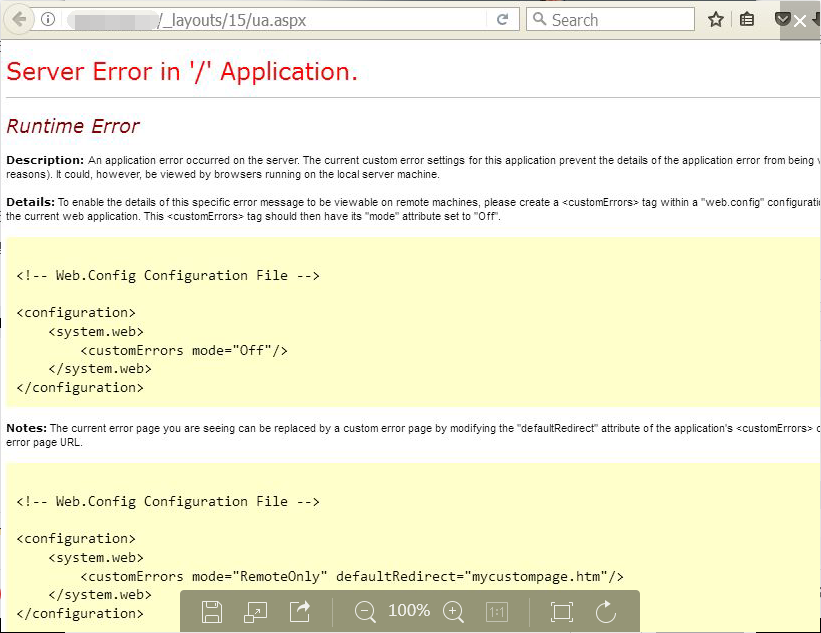 /_layouts/15/ua.aspx
Search
Server Error in '/' Application.
Runtime Error
Description: An application error occurred on the server. The current custom error settings for this application prevent the details of the application error from being
reasons). It could, however, be viewed by browsers running on the local server machine.
Details: To enable the details of this specific error message to be viewable on remote machines, please create a <customErrors> tag within a "web.config"
the current web application. This <customErrors> tag should then have its "mode" attribute set to "Off".
<!-- Web.Config Configuration File -->
<configuration>
<system.web>
<customErrors mode="Off"/>
</system.web>
</configuration>
Notes: The current error page you are seeing can be replaced by a custom error page by modifying the "defaultRedirect" attribute of the application's <customErrors>
error page URL.
<!-- Web.Config Configuration File -->
<configuration>
<system.web>
<customErrors mode="RemoteOnly" defaultRedirect="mycustompage.htm"/>
</system.web>
</configuration>
100%
1:1